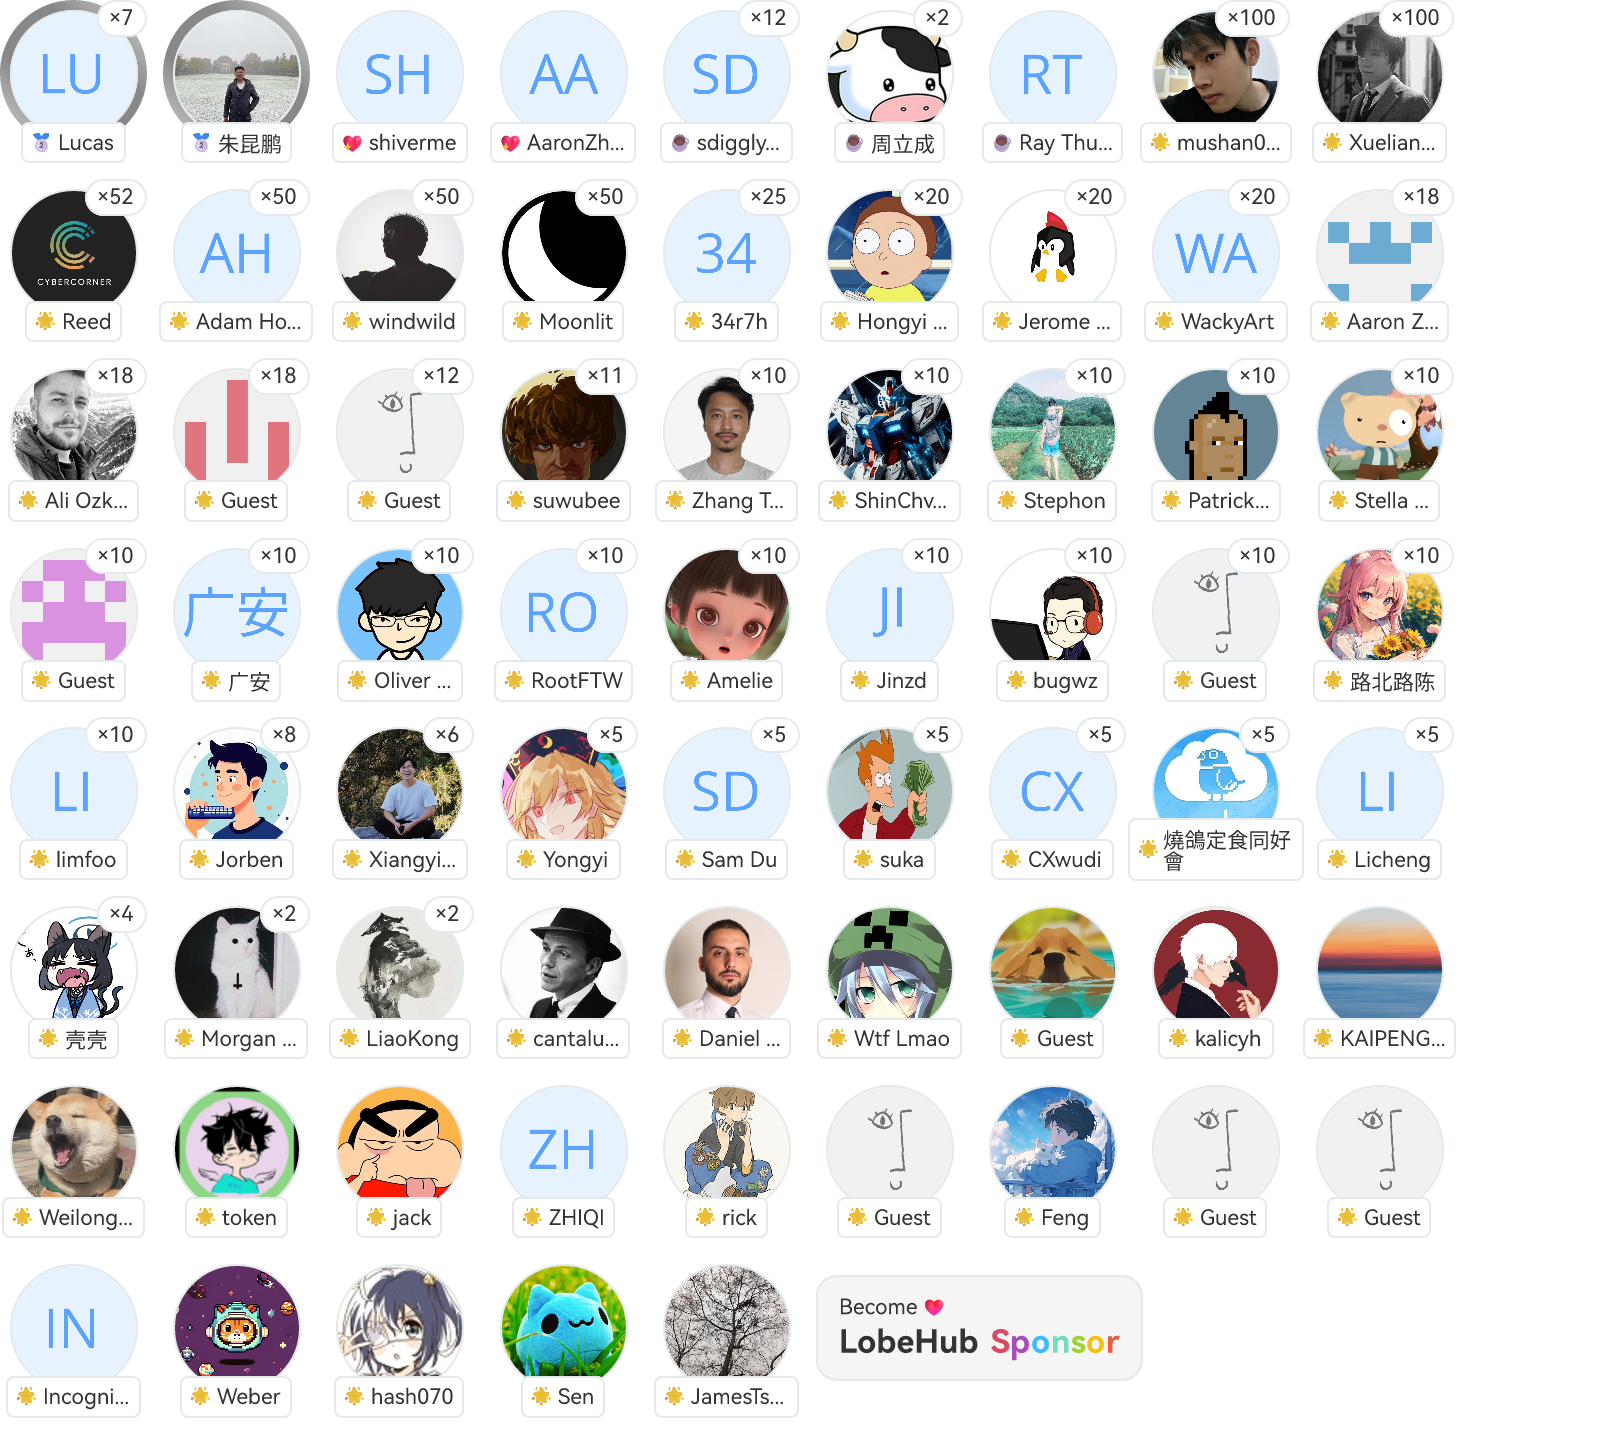 ×7
×12
×2
×100
×100
LU
SH
AA
SD
RT
Lucas
朱昆鹏
shiverme
AaronZh...
sdiggly...
周立成
Ray Thu...
mushan0...
Xuelian...
×52
×50
×50
×50
×25
×20
×20
×20
×18
CYBERCORNER
AH
34
WA
Reed
Adam Ho...
windwild
Moonlit
34r7h
Hongyi ...
Jerome ...
WackyArt
Aaron Z...
×18
×18
×12
×11
×10
×10
×10
×10
×10
Ali Ozk...
Guest
Guest
suwubee
Zhang T...
ShinChv...
Stephon
Patrick...
Stella ...
×10
×10
×10
×10
×10
×10
×10
×10
×10
广安
RO
JI
Guest
广安
Oliver ...
RootFTW
Amelie
Jinzd
bugwz
Guest
路北路陈
×10
×8
×6
×5
×5
×5
×5
×5
×5
LI
SD
CX
LI
limfoo
Jorben
Xiangyi...
Yongyi
Sam Du
suka
CXwudi
燒鴿定食同好
會
Licheng
×4
×2
×2
壳壳
Morgan ...
LiaoKong
cantalu...
Daniel ...
Wtf Lmao
Guest
kalicyh
KAIPENG...
ZH
Weilong...
token
jack
ZHIQI
rick
Guest
Feng
Guest
Guest
IN
Incogni...
Weber
hash070
Sen
JamesTs...
Become
LobeHub Sponsor